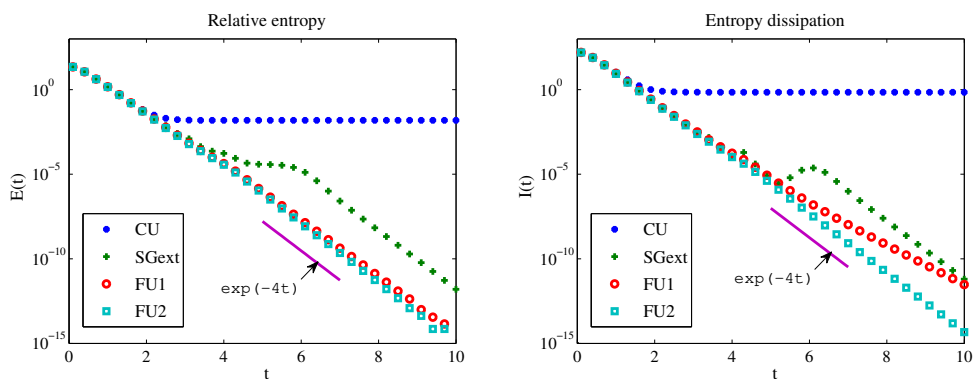 Relative entropy
E(t)
10^0
10^-5
10^-10
10^-15
0
2
4
6
8
10
t
CU
SGext
FU1
FU2
exp(-4t)
Entropy dissipation
I(t)
10^0
10^-5
10^-10
10^-15
0
2
4
6
8
10
t
CU
SGext
FU1
FU2
exp(-4t)